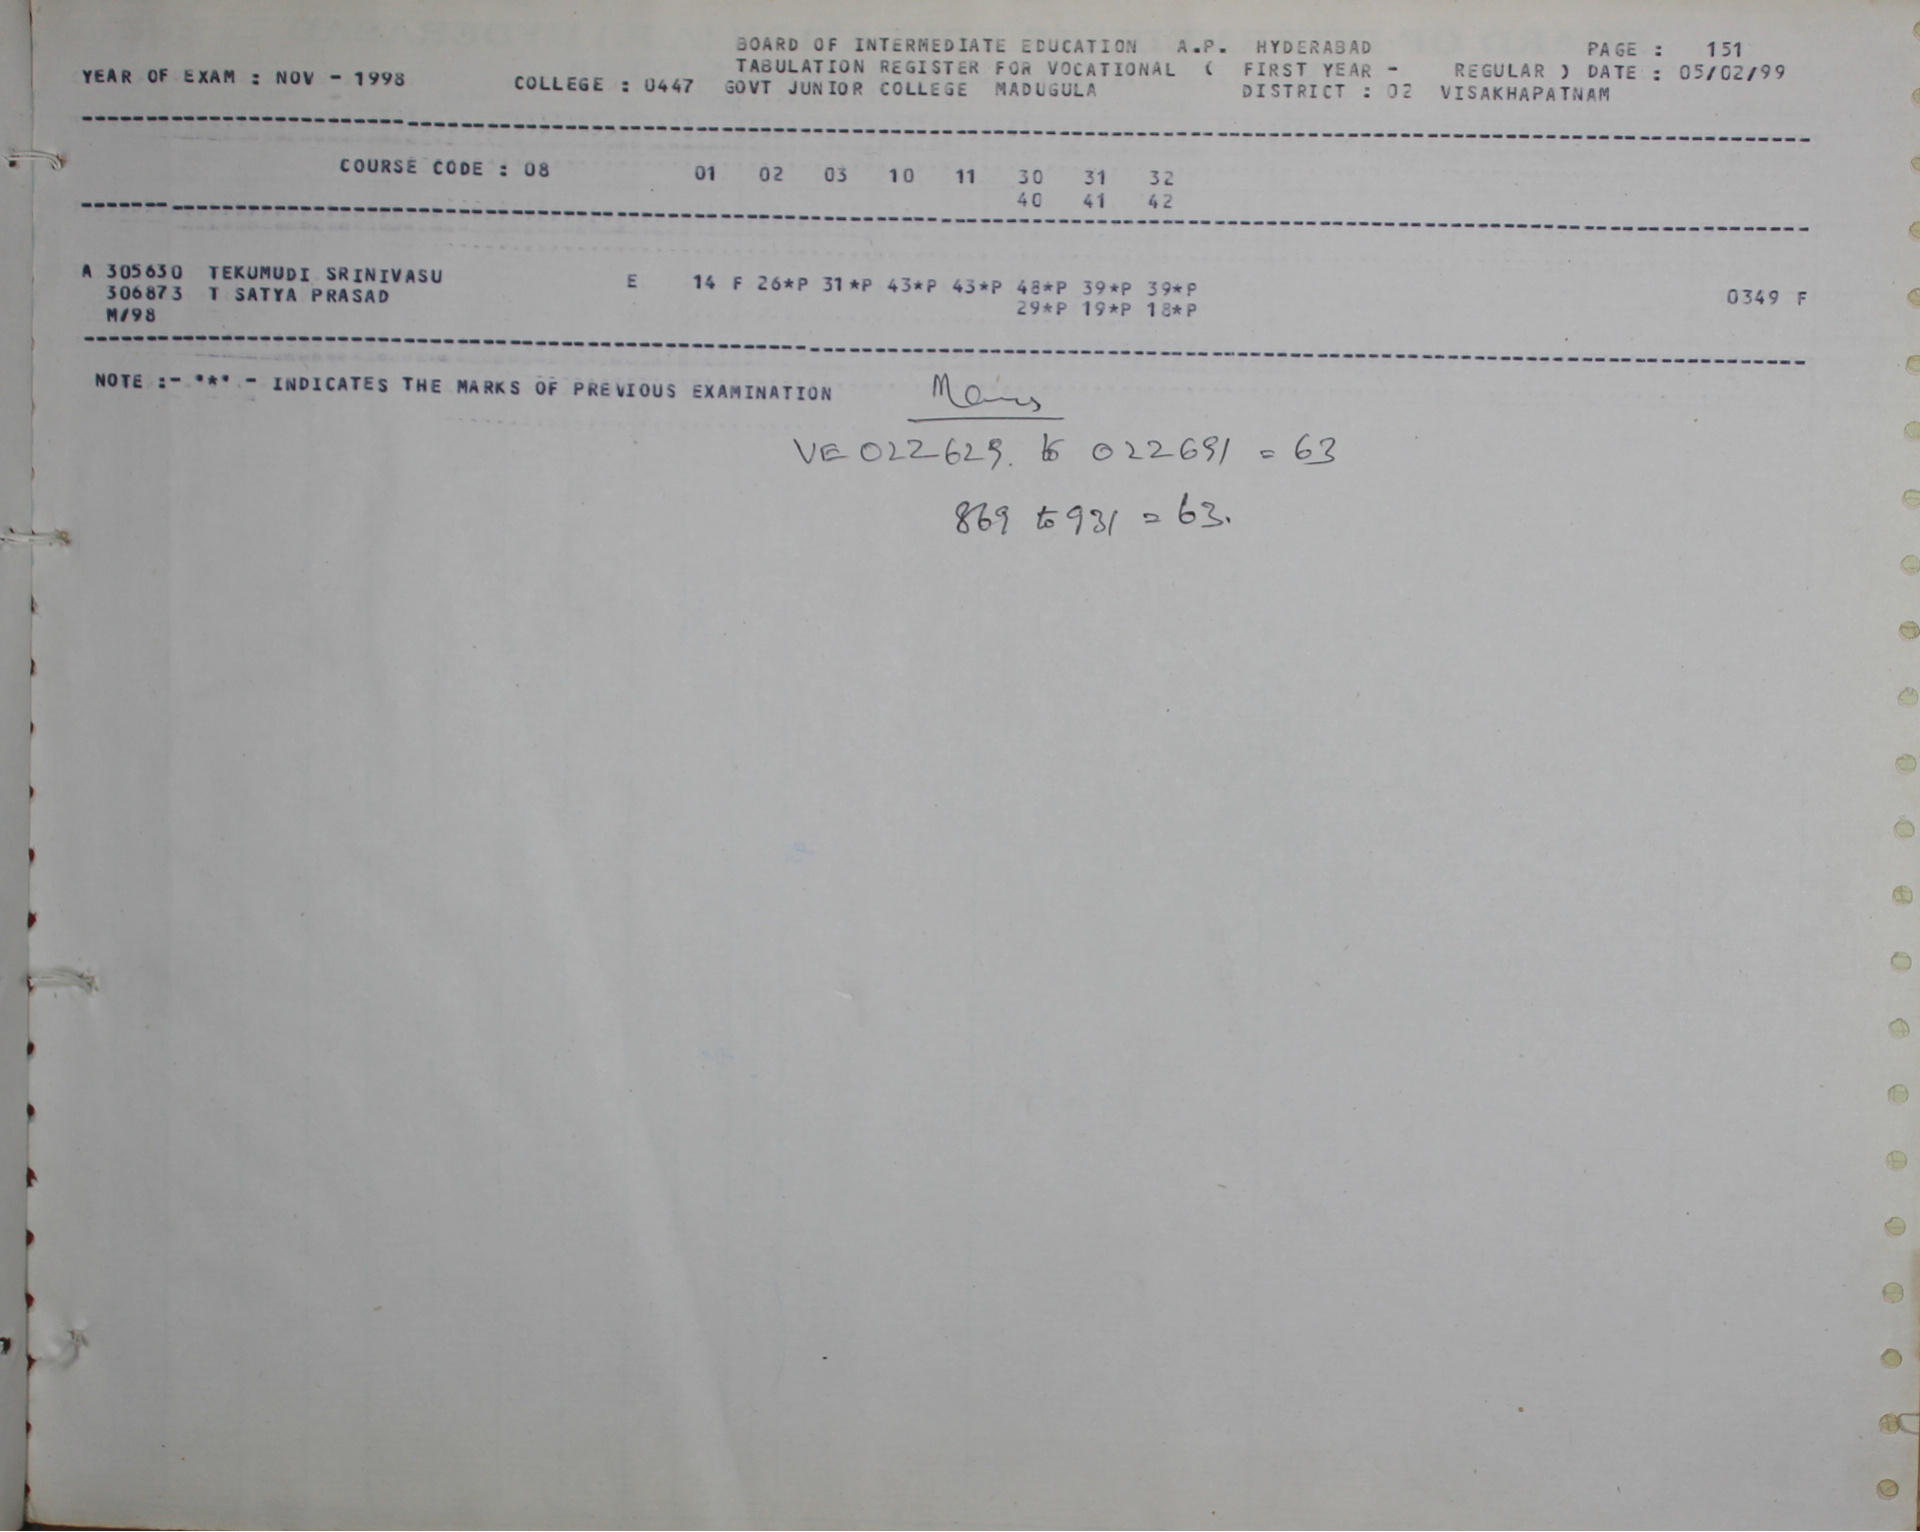 BOARD OF INTERMEDIATE EDUCATION A.P. HYDERABAD PAGE : 151
TABULATION REGISTER FOR VOCATIONAL ( FIRST YEAR - REGULAR ) DATE : 05/02/99
YEAR OF EXAM : NOV - 1998 COLLEGE : 0447 GOVT JUNIOR COLLEGE MADUGULA DISTRICT : 02 VISAKHAPATNAM
COURSE CODE : 08 01 02 03 10 11 30 31 32
40 41 42
A 305630 TEKUMUDI SRINIVASU E 14 F 26*P 31*P 43*P 43*P 48*P 39*P 39*P
306873 T SATYA PRASAD 29*P 19*P 18*P 0349 F
M/98
NOTE :- "*" - INDICATES THE MARKS OF PREVIOUS EXAMINATION
VE 022629. to 022691 = 63
869 to 931 = 63.